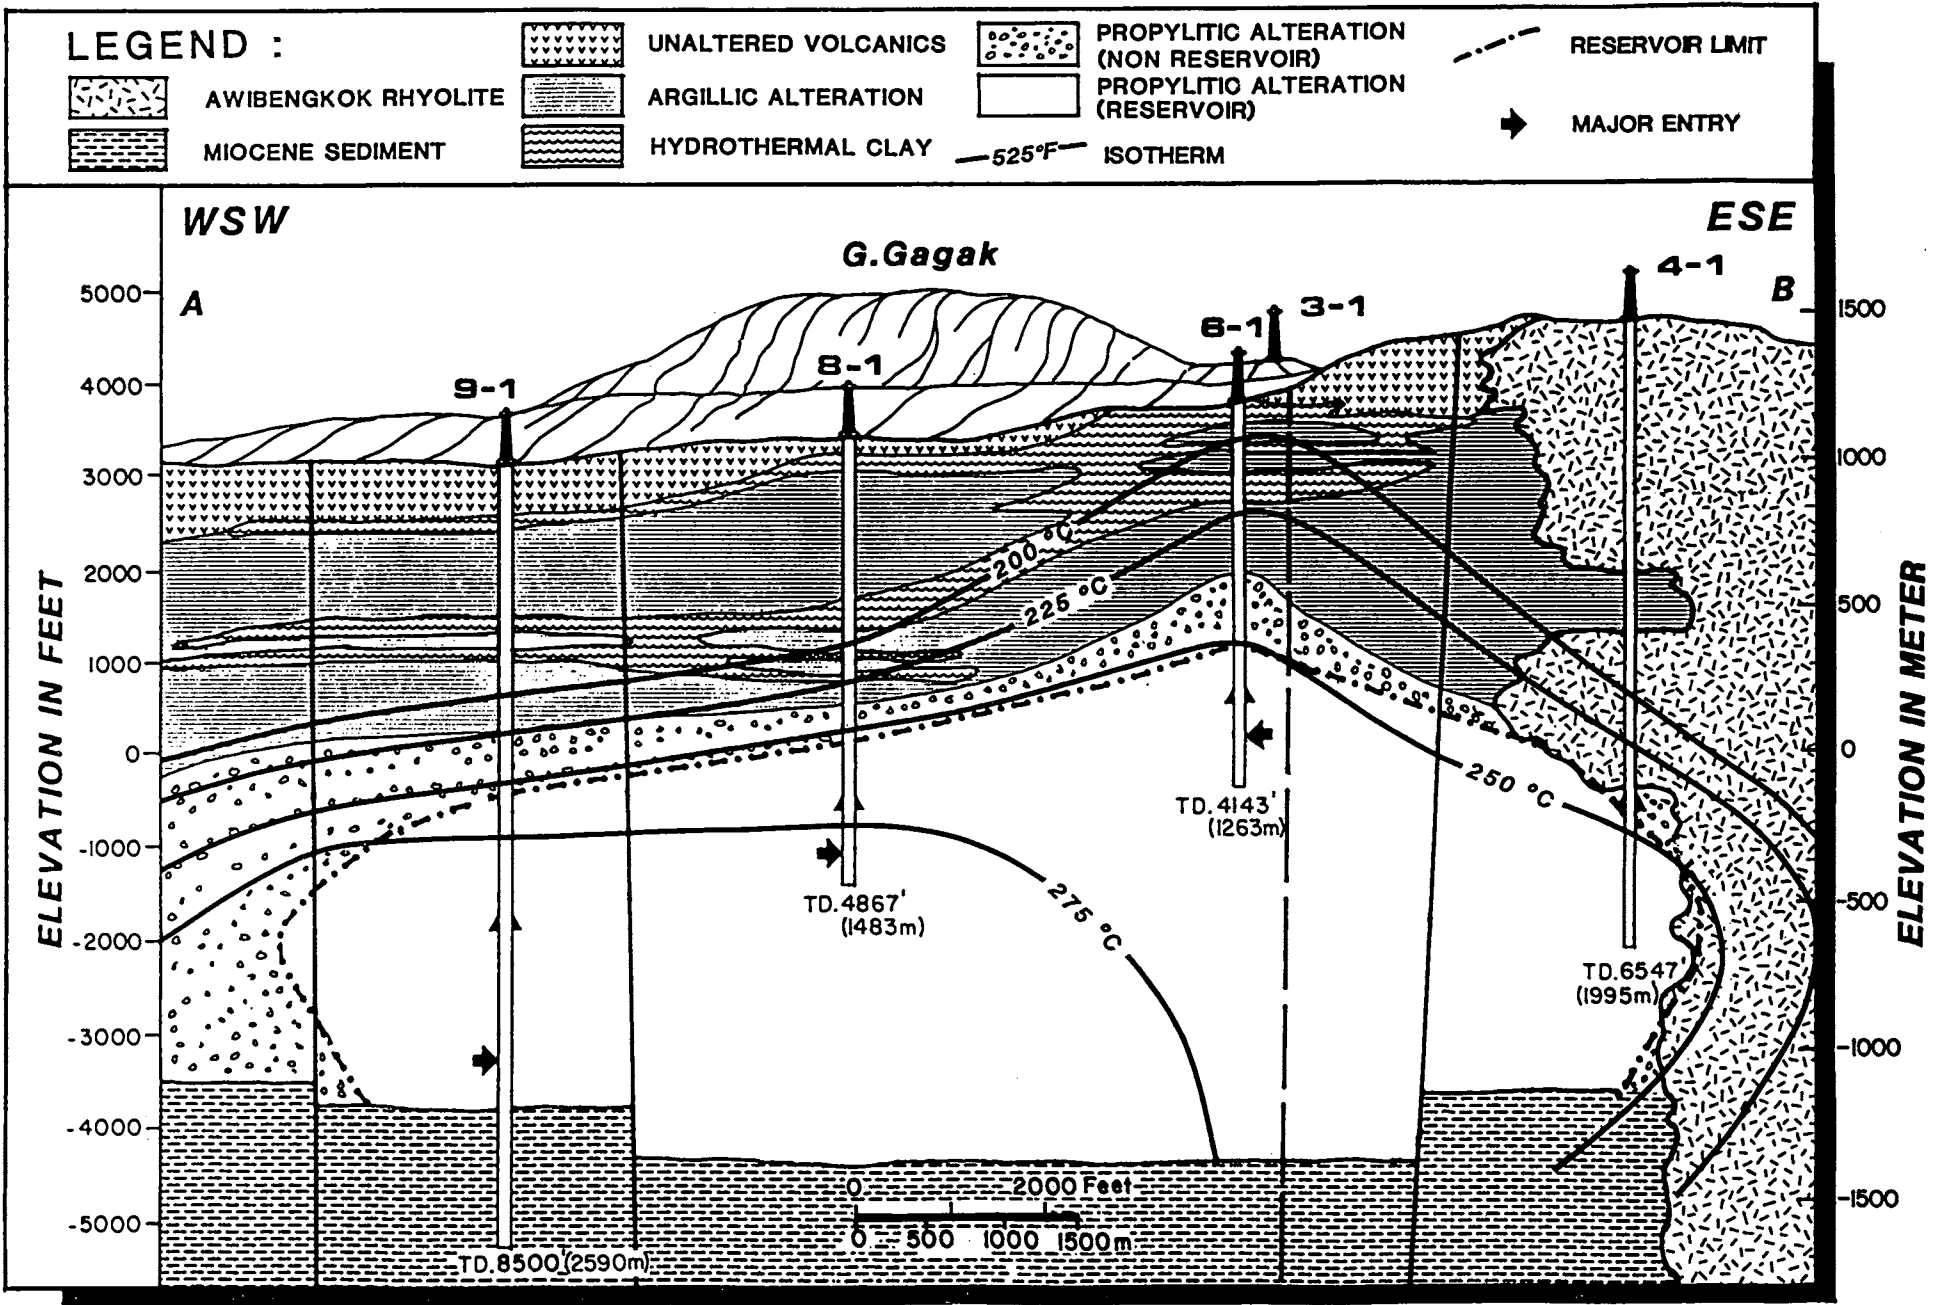 LEGEND :
AWIBENGKOK RHYOLITE
MIOCENE SEDIMENT
UNALTERED VOLCANICS
ARGILLIC ALTERATION
HYDROTHERMAL CLAY
PROPYLITIC ALTERATION
(NON RESERVOIR)
PROPYLITIC ALTERATION
(RESERVOIR)
525°F
ISOTHERM
RESERVOIR LIMIT
MAJOR ENTRY
WSW
ESE
G.Gagak
A
B
9-1
8-1
6-1
3-1
4-1
ELEVATION IN FEET
5000
4000
3000
2000
1000
0
-1000
-2000
-3000
-4000
-5000
ELEVATION IN METER
1500
1000
500
0
-500
-1000
-1500
200 °C
225 °C
250 °C
275 °C
TD.4143'
(1263m)
TD.4867'
(1483m)
TD.6547'
(1995m)
TD.8500'(2590m)
0 2000 Feet
0 500 1000 1500m